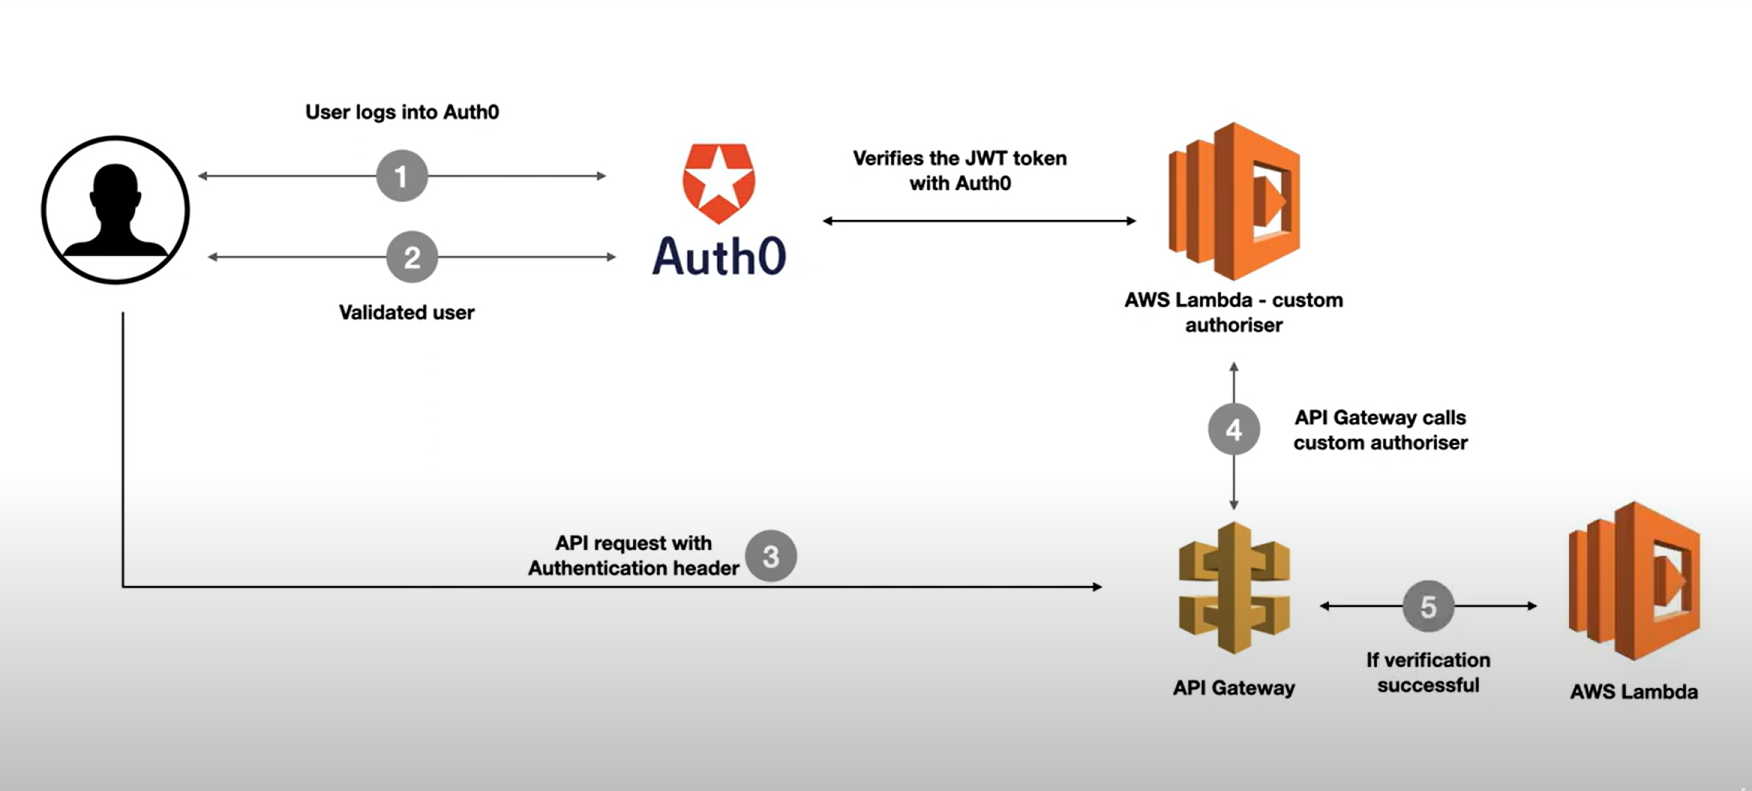 User logs into Auth0
1
Auth0
2
Validated user
Verifies the JWT token
with Auth0
AWS Lambda - custom
authoriser
4
API Gateway calls
custom authoriser
API request with
Authentication header
3
API Gateway
5
If verification
successful
AWS Lambda